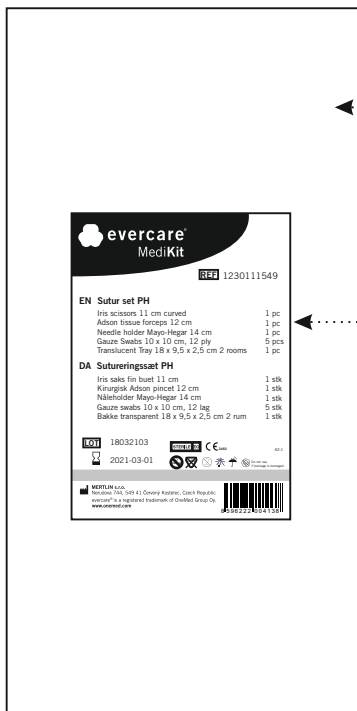 evercare®
MediKit
REF 1230111549
EN Sutur set PH
Iris scissors 11 cm curved 1 pc
Adson tissue forceps 12 cm 1 pc
Needle holder Mayo-Hegar 14 cm 1 pc
Gauze Swabs 10 x 10 cm, 12 ply 5 pcs
Translucent Tray 18 x 9,5 x 2,5 cm 2 rooms 1 pc
DA Sutureringssæt PH
Iris saks fin buet 11 cm 1 stk
Kirurgisk Adson pincet 12 cm 1 stk
Nåleholder Mayo-Hegar 14 cm 1 stk
Gauze swabs 10 x 10 cm, 12 lag 5 stk
Bakke transparent 18 x 9,5 x 2,5 cm 2 rum 1 stk
LOT 18032103
2021-03-01
MERTLIN s.r.o.
Nerudova 744, 549 41 Červený Kostelec, Czech Republic
evercare® is a registered trademark of OneMed Group Oy.
www.onemed.com
8 596222 004138